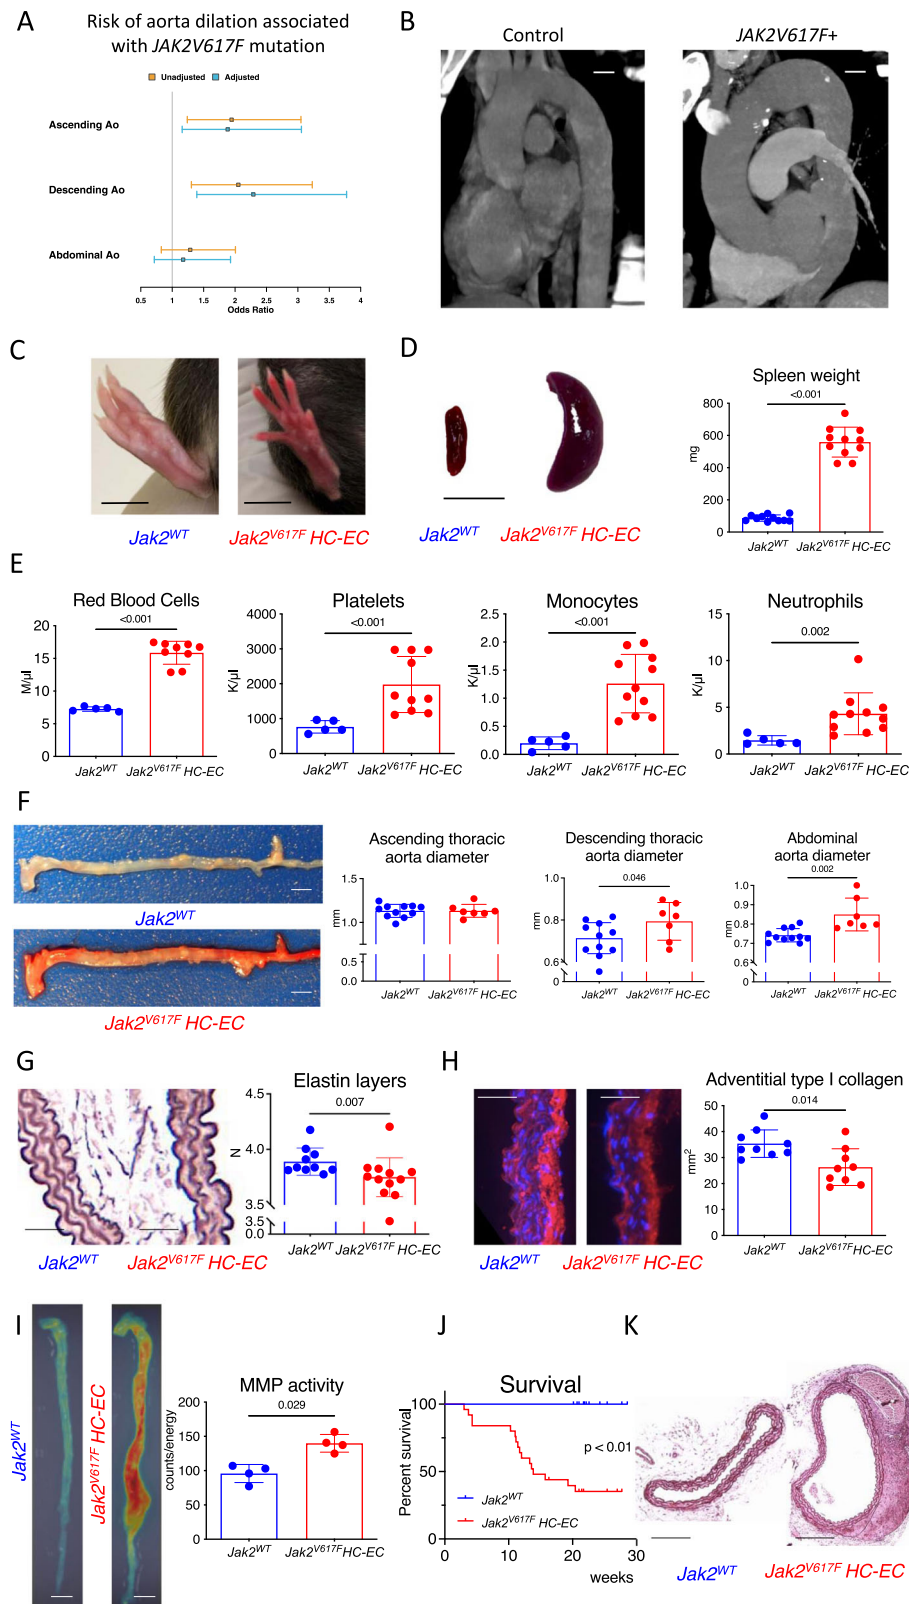 A
Risk of aorta dilation associated
with JAK2V617F mutation
Unadjusted
Adjusted
Ascending Ao
Descending Ao
Abdominal Ao
0.5 1 1.5 2 2.5 3 3.5 4
Odds Ratio
B
Control
JAK2V617F+
C
Jak2WT
Jak2V617F HC-EC
D
Jak2WT
Jak2V617F HC-EC
Spleen weight
<0.001
mg
800
600
400
200
0
Jak2WT
Jak2V617F HC-EC
E
Red Blood Cells
<0.001
M/µl
20
15
10
5
0
Jak2WT
Jak2V617F HC-EC
Platelets
<0.001
K/µl
4000
3000
2000
1000
0
Jak2WT
Jak2V617F HC-EC
Monocytes
<0.001
K/µl
2.5
2.0
1.5
1.0
0.5
0.0
Jak2WT
Jak2V617F HC-EC
Neutrophils
0.002
K/µl
15
10
5
0
Jak2WT
Jak2V617F HC-EC
F
Jak2WT
Jak2V617F HC-EC
Ascending thoracic
aorta diameter
mm
1.5
1.0
0.5
0.0
Jak2WT
Jak2V617F HC-EC
Descending thoracic
aorta diameter
0.046
mm
1.0
0.8
0.6
0
Jak2WT
Jak2V617F HC-EC
Abdominal
aorta diameter
0.002
mm
1.0
0.9
0.8
0.7
0.6
0
Jak2WT
Jak2V617F HC-EC
G
Jak2WT
Jak2V617F HC-EC
Elastin layers
0.007
N
4.5
4.0
3.5
3.5
0.0
Jak2WT
Jak2V617F HC-EC
H
Jak2WT
Jak2V617F HC-EC
Adventitial type I collagen
0.014
mm2
50
40
30
20
10
0
Jak2WT
Jak2V617F HC-EC
I
Jak2WT
Jak2V617F HC-EC
MMP activity
0.029
counts/energy
200
150
100
50
0
Jak2WT
Jak2V617F HC-EC
J
Survival
Percent survival
100
50
0
p < 0.01
Jak2WT
Jak2V617F HC-EC
0 10 20 30
weeks
K
Jak2WT
Jak2V617F HC-EC